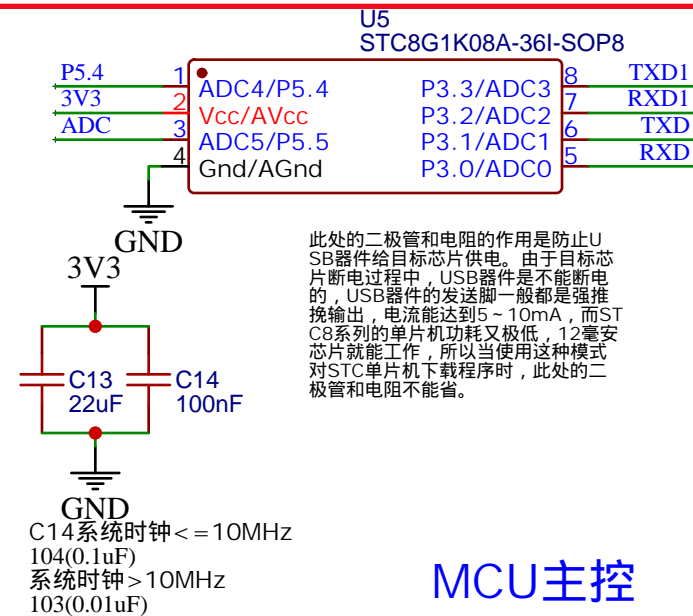 U5
STC8G1K08A-36I-SOP8
P5.4 1 ADC4/P5.4 P3.3/ADC3 8 TXD1
3V3 2 Vcc/AVcc P3.2/ADC2 7 RXD1
ADC 3 ADC5/P5.5 P3.1/ADC1 6 TXD
4 Gnd/AGnd P3.0/ADC0 5 RXD
GND
3V3
此处的二极管和电阻的作用是防止U
SB器件给目标芯片供电。由于目标芯
片断电过程中，USB器件是不能断电
的，USB器件的发送脚一般都是强推
挽输出，电流能达到5~10mA，而ST
C8系列的单片机功耗又极低，12毫安
芯片就能工作，所以当使用这种模式
对STC单片机下载程序时，此处的二
极管和电阻不能省。
C13 C14
22uF 100nF
GND
C14系统时钟<=10MHz
104(0.1uF)
系统时钟>10MHz
103(0.01uF)
MCU主控